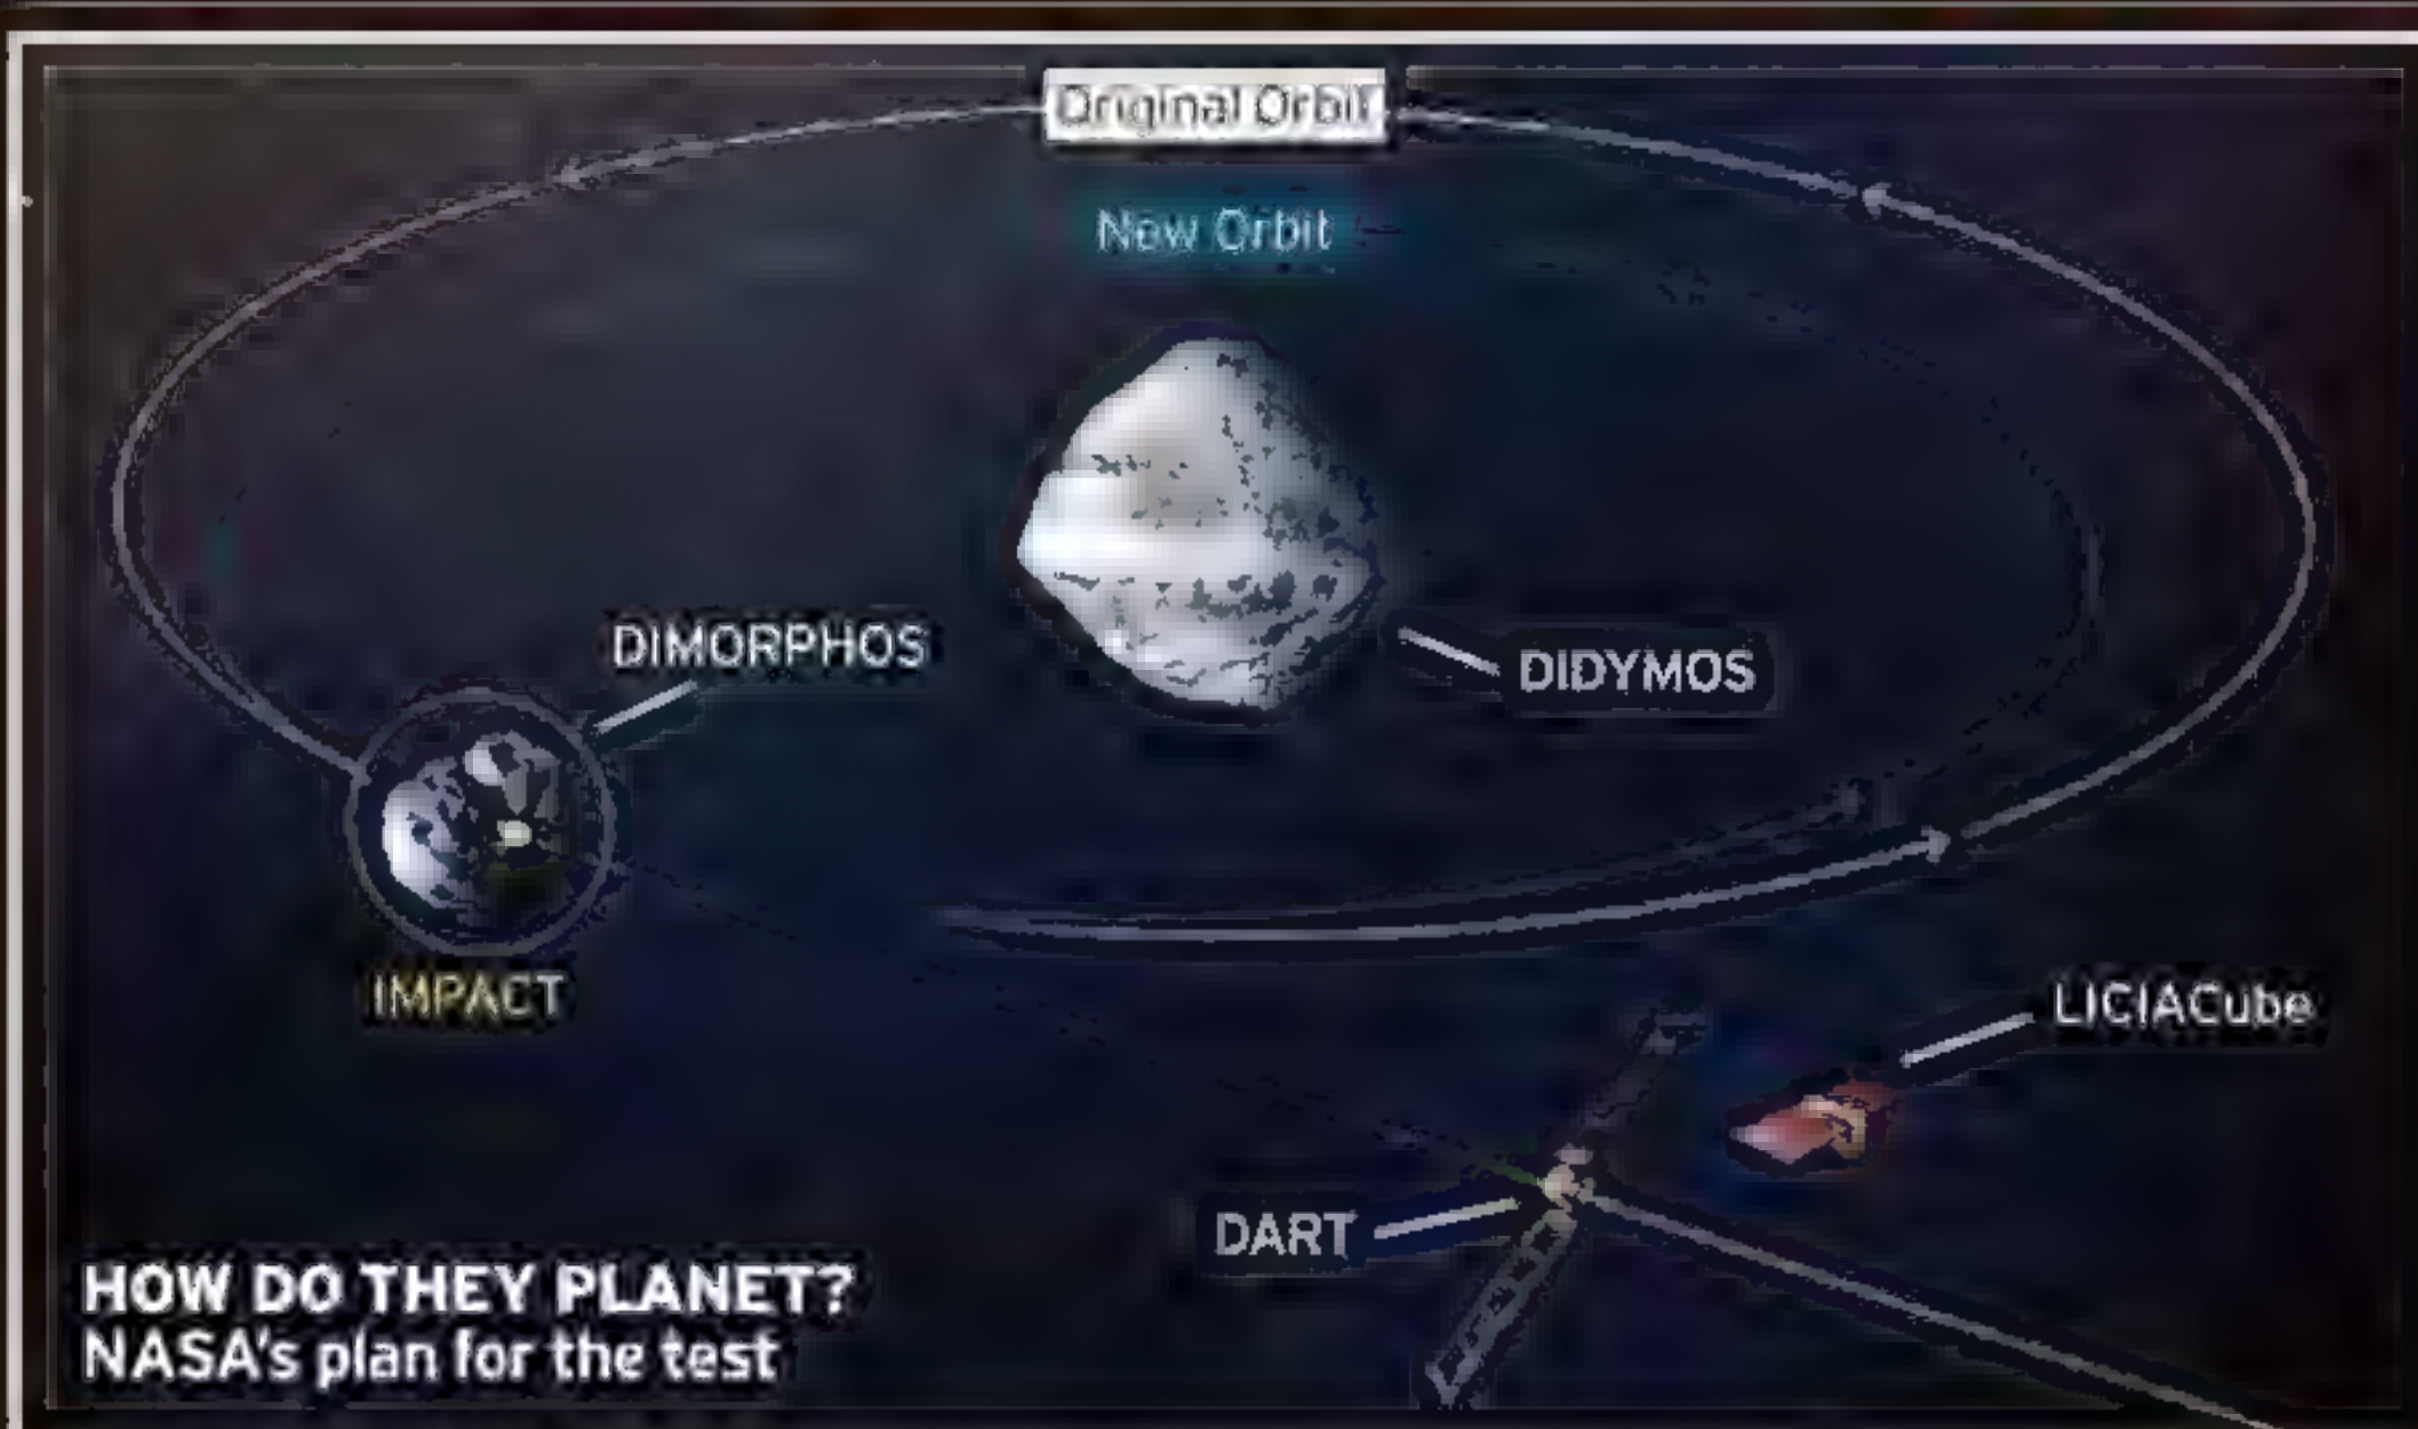 Original Orbit
New Orbit
DIMORPHOS
DIDYMOS
IMPACT
LICIACube
DART
HOW DO THEY PLANET?
NASA's plan for the test